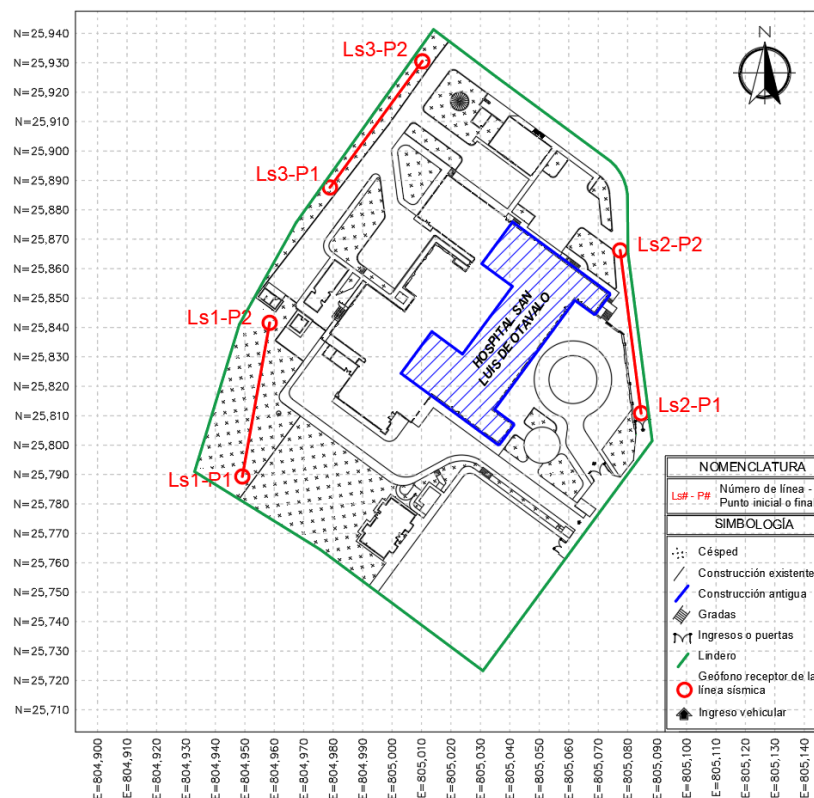 N=25,940
N=25,930
N=25,920
N=25,910
N=25,900
N=25,890
N=25,880
N=25,870
N=25,860
N=25,850
N=25,840
N=25,830
N=25,820
N=25,810
N=25,800
N=25,790
N=25,780
N=25,770
N=25,760
N=25,750
N=25,740
N=25,730
N=25,720
N=25,710
Ls3-P2
N
Ls3-P1
Ls2-P2
Ls1-P2
HOSPITAL SAN
LUIS DE OTAVALO
Ls2-P1
Ls1-P1
NOMENCLATURA
Ls# - P# Número de línea -
Punto inicial o final
SIMBOLOGÍA
Césped
Construcción existente
Construcción antigua
Gradas
Ingresos o puertas
Lindero
Geófono receptor de la
línea sísmica
Ingreso vehicular
E=804,900
E=804,910
E=804,920
E=804,930
E=804,940
E=804,950
E=804,960
E=804,970
E=804,980
E=804,990
E=805,000
E=805,010
E=805,020
E=805,030
E=805,040
E=805,050
E=805,060
E=805,070
E=805,080
E=805,090
E=805,100
E=805,110
E=805,120
E=805,130
E=805,140